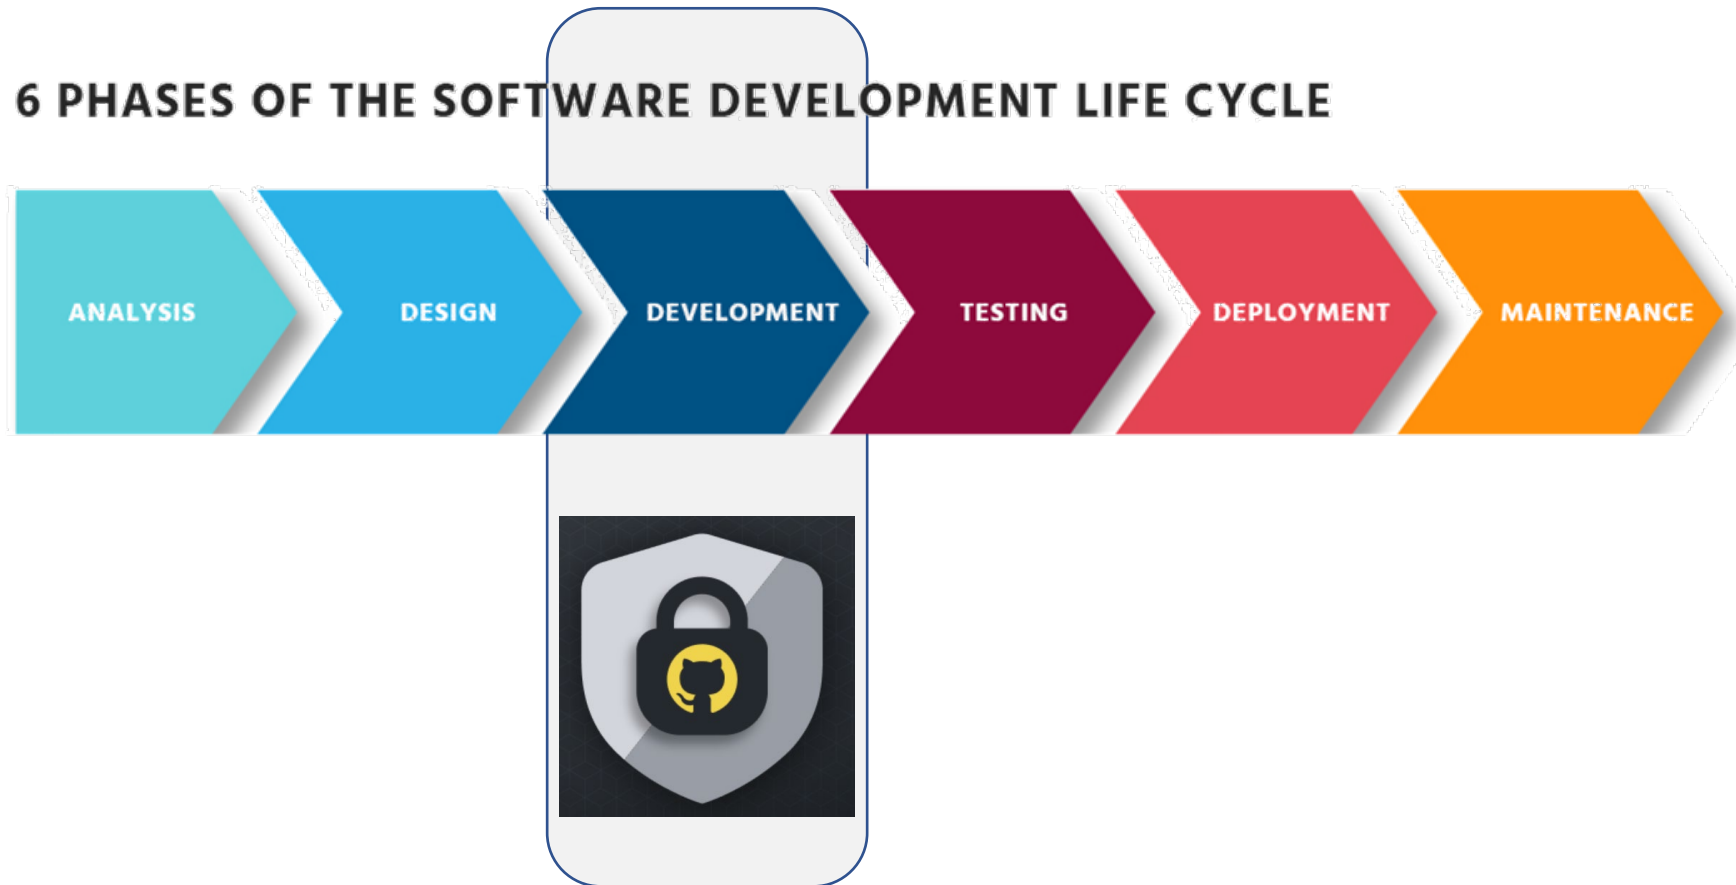 6 PHASES OF THE SOFTWARE DEVELOPMENT LIFE CYCLE
ANALYSIS DESIGN DEVELOPMENT TESTING DEPLOYMENT MAINTENANCE